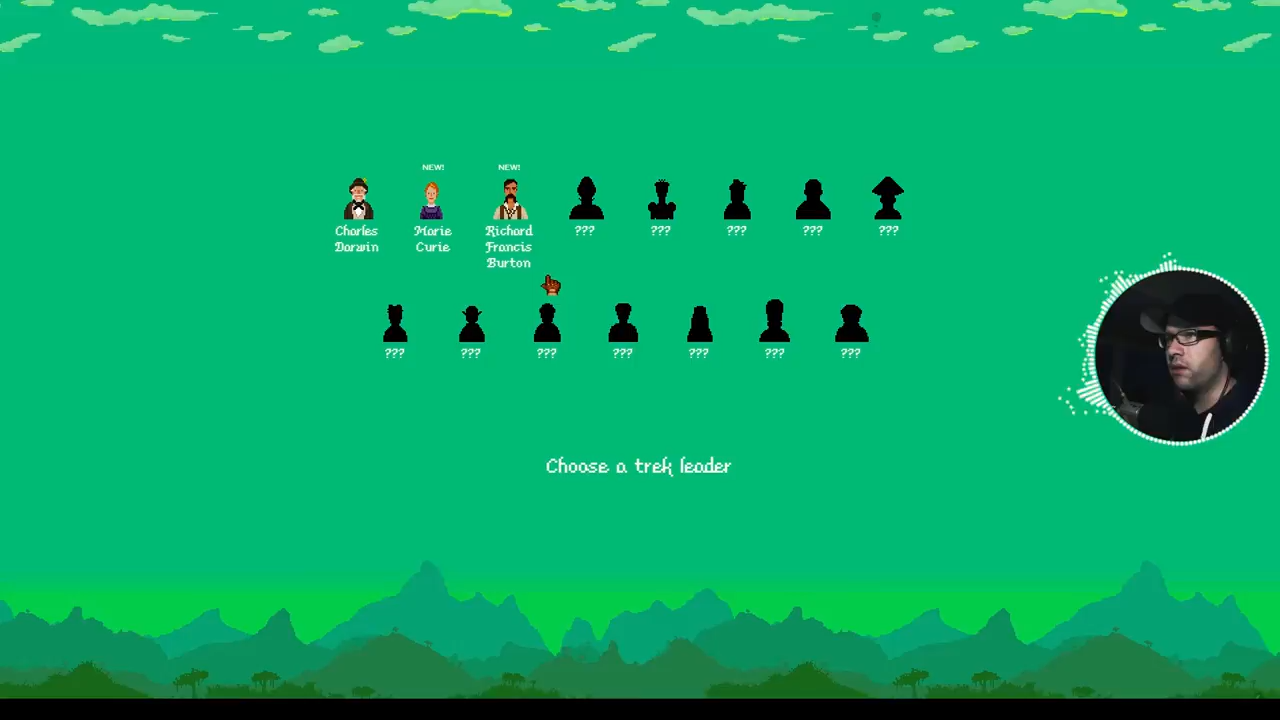 NEW! NEW!
Charles Marie Richard ??? ??? ??? ??? ???
Darwin Curie Francis
Burton
??? ??? ??? ??? ??? ??? ???
Choose a trek leader